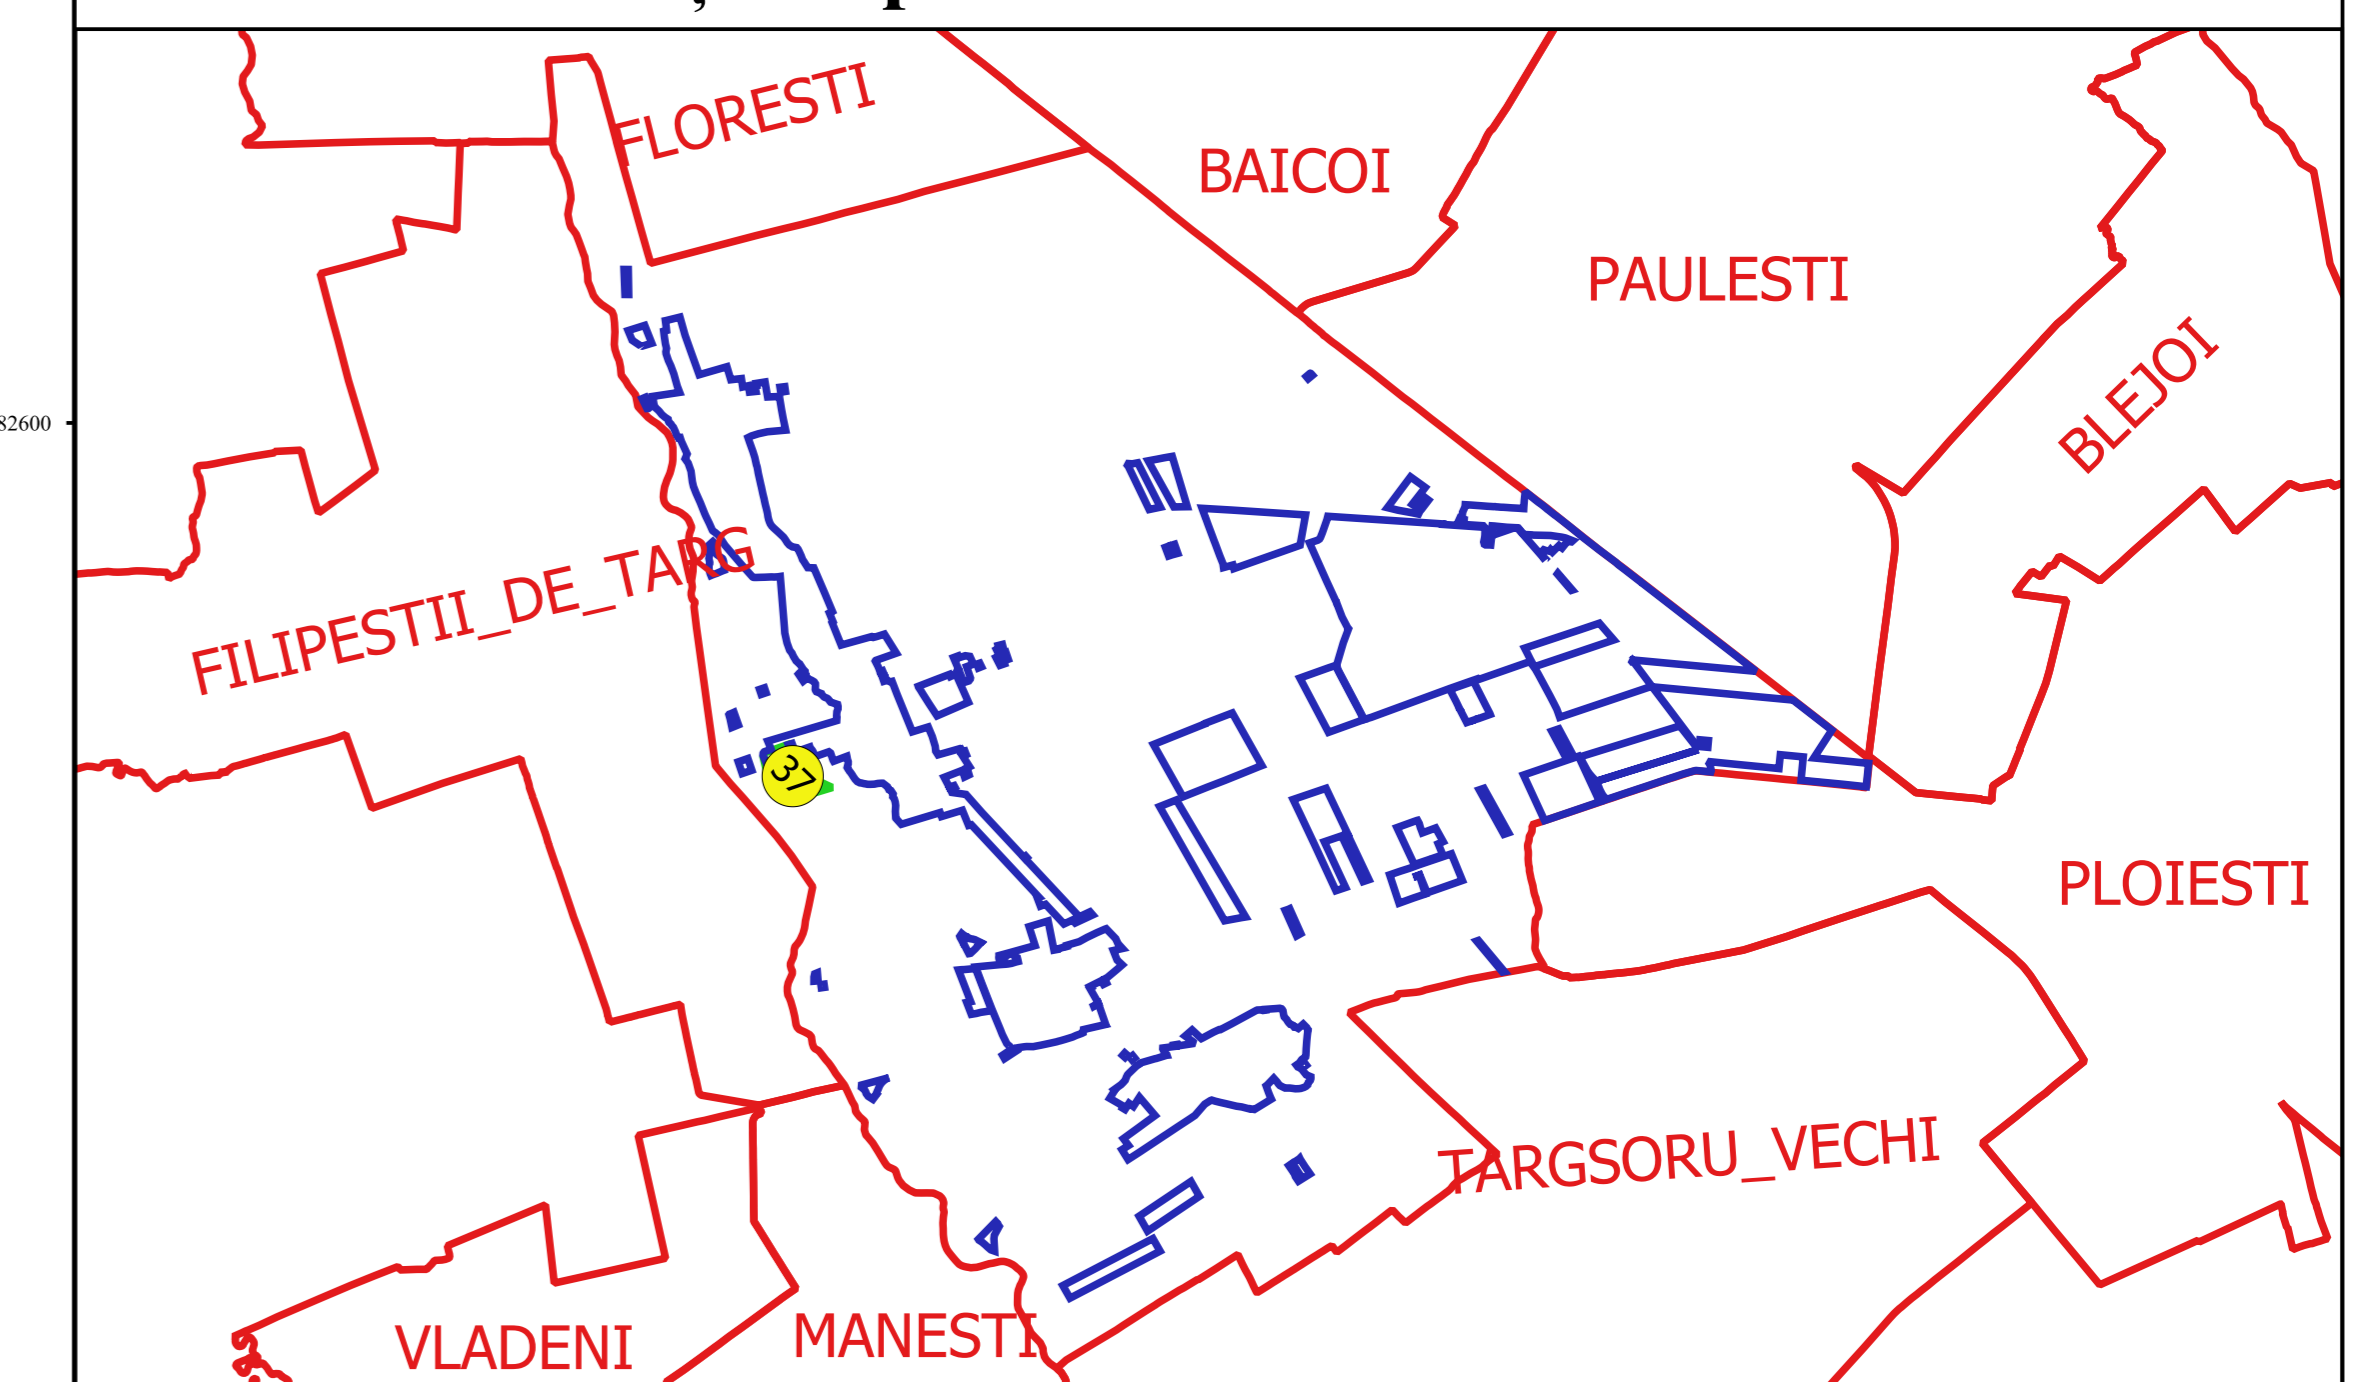 FLORESTI
BAICOI
PAULESTI
BLEJOI
82600
FILIPESTII_DE_TARG
37
PLOIESTI
TARGSORU_VECHI
VLADENI
MANESTI